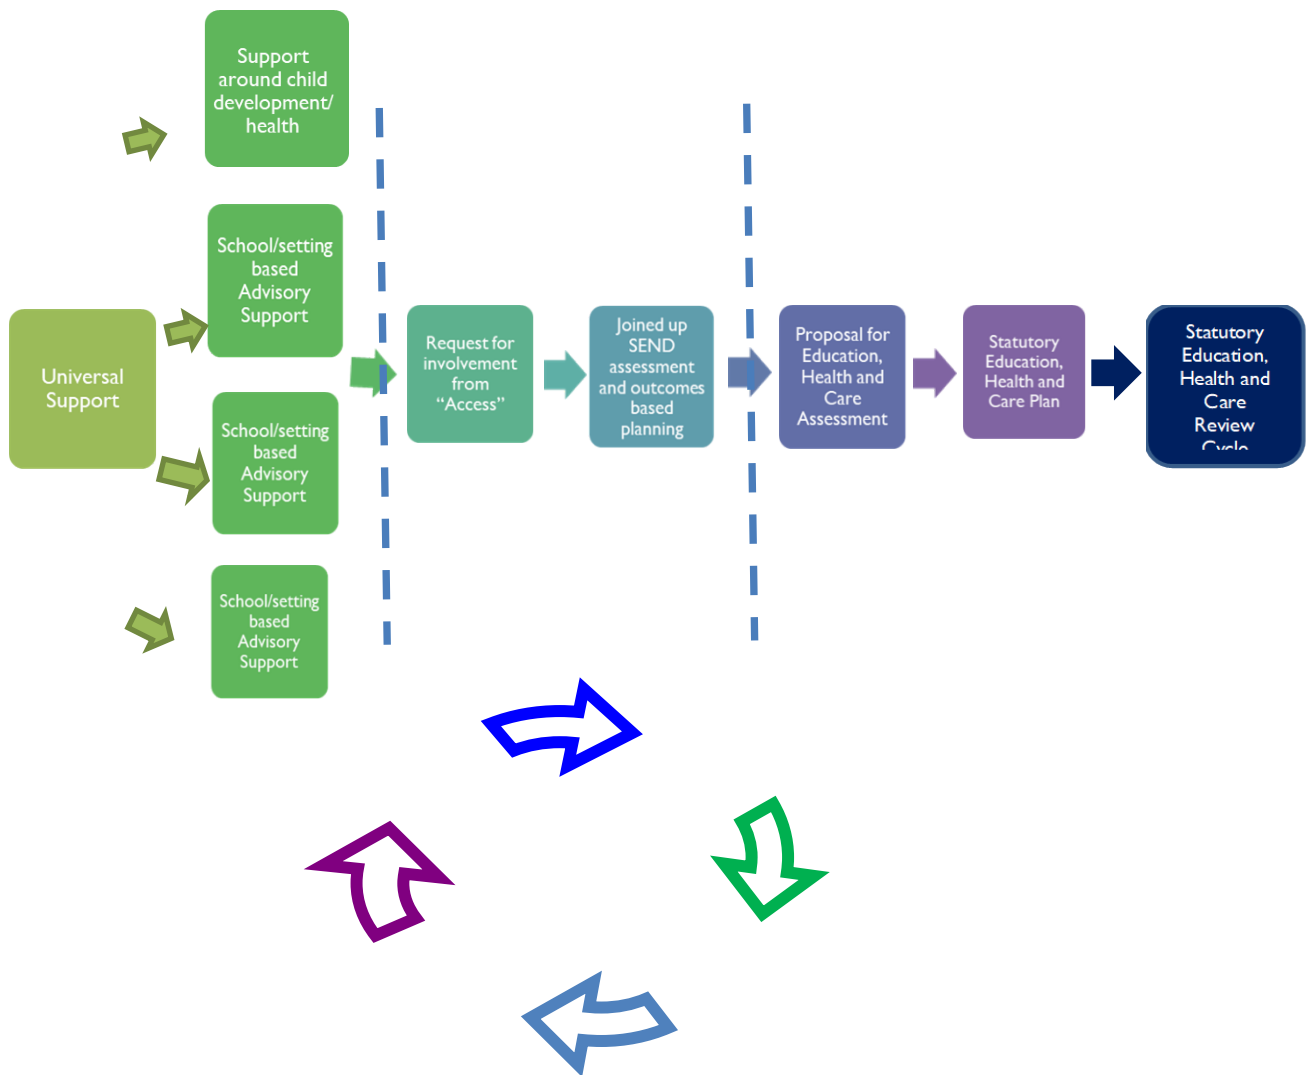 Support
around child
development/
health
School/setting
based
Advisory
Support
Universal
Support
School/setting
based
Advisory
Support
School/setting
based
Advisory
Support
Request for
involvement
from
“Access”
Joined up
SEND
assessment
and outcomes
based
planning
Proposal for
Education,
Health and
Care
Assessment
Statutory
Education,
Health and
Care Plan
Statutory
Education,
Health and
Care
Review
Cycle